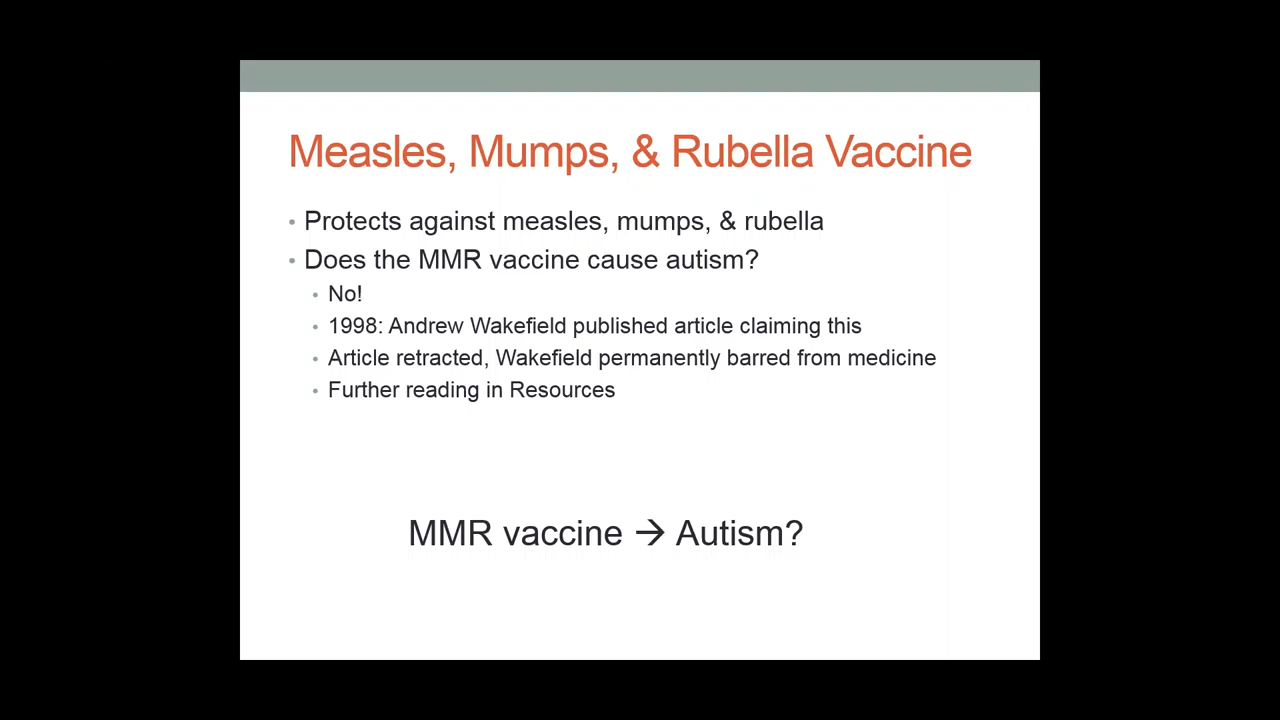 Measles, Mumps, & Rubella Vaccine
• Protects against measles, mumps, & rubella
• Does the MMR vaccine cause autism?
• No!
• 1998: Andrew Wakefield published article claiming this
• Article retracted, Wakefield permanently barred from medicine
• Further reading in Resources
MMR vaccine → Autism?